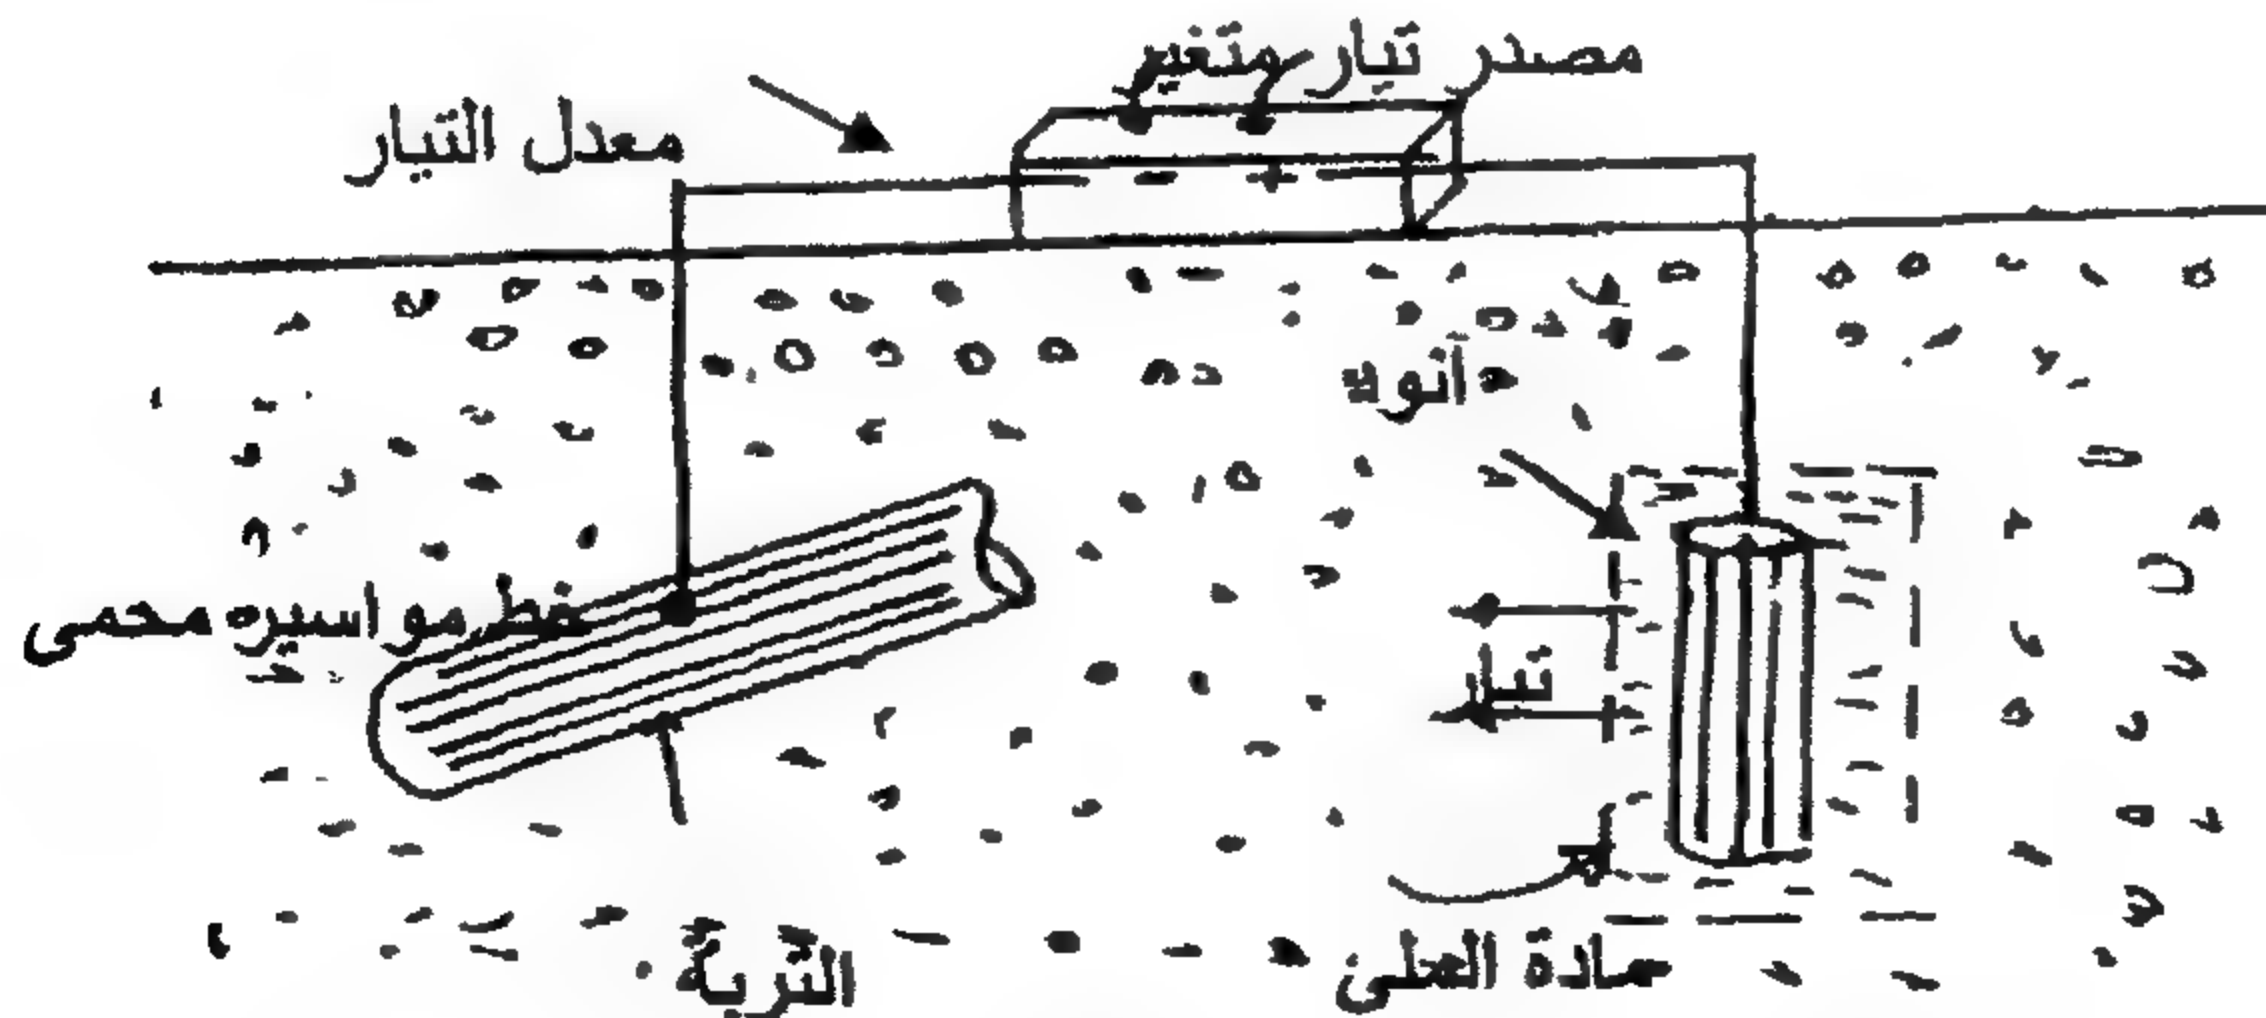 مصدر تيار متغير
معدل التيار
- +
آنود
خط مواسيره محمى
تيار
مادة الملئ
التربة